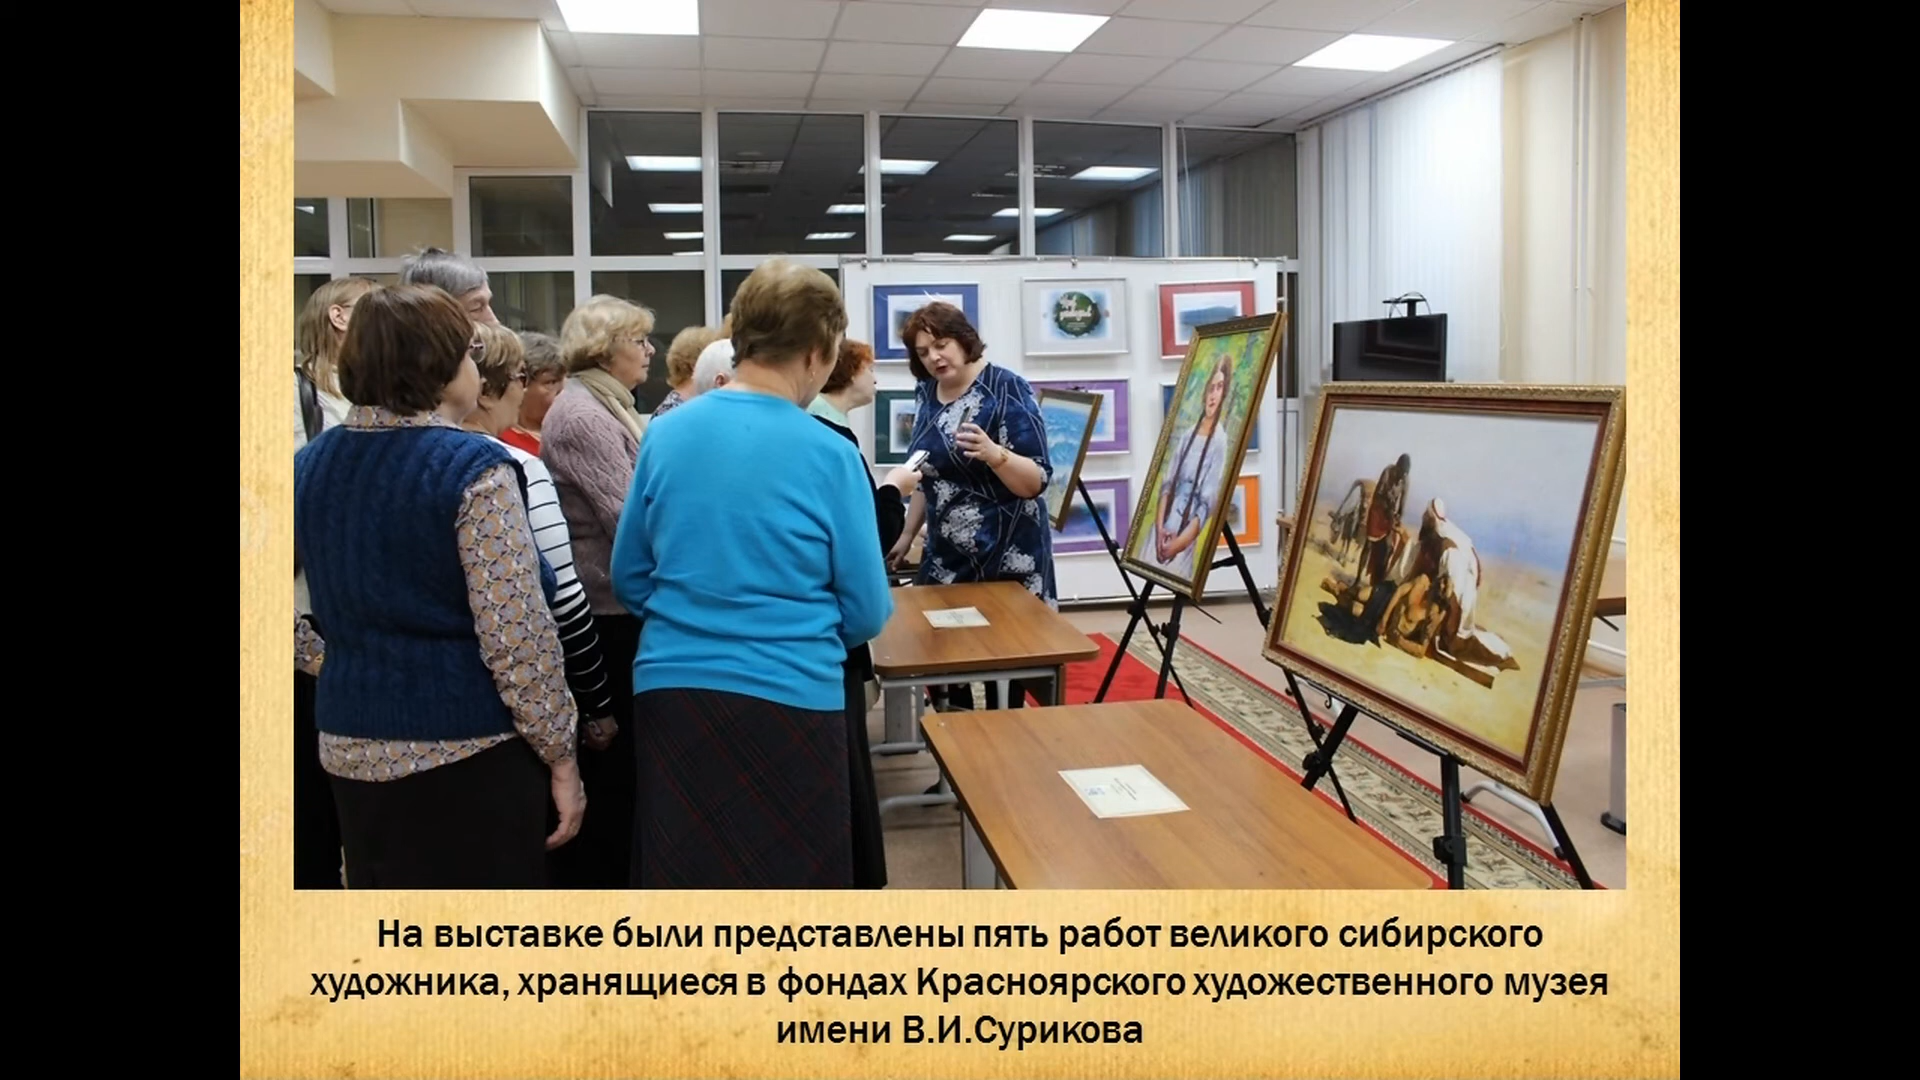 На выставке были представлены пять работ великого сибирского
художника, хранящиеся в фондах Красноярского художественного музея
имени В.И.Сурикова